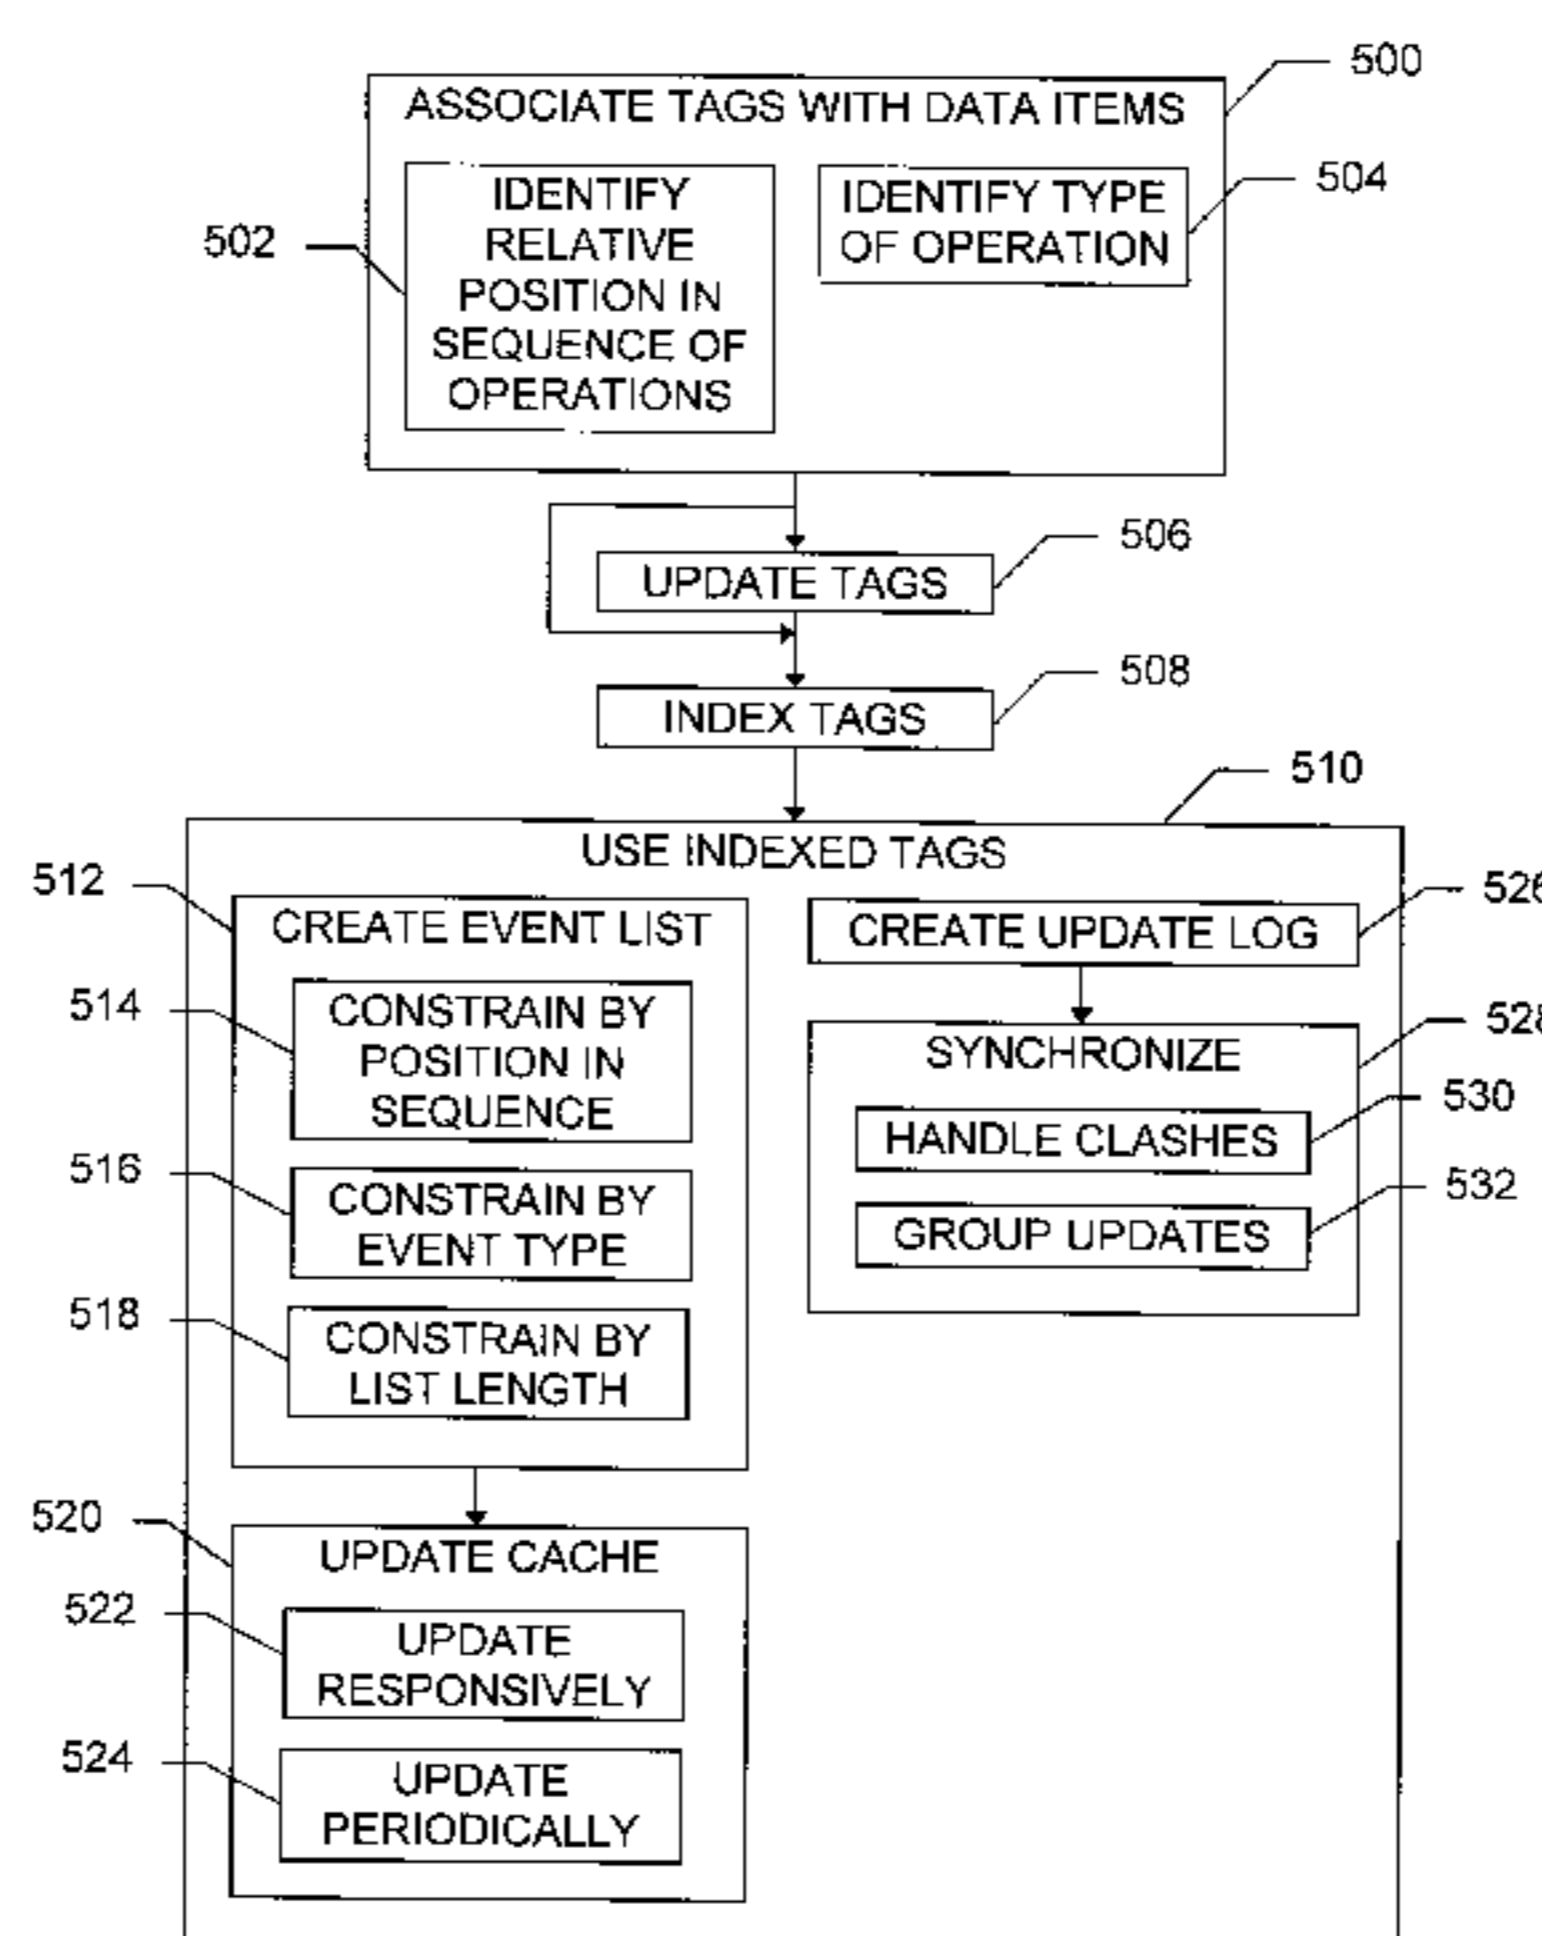 500
ASSOCIATE TAGS WITH DATA ITEMS
502
IDENTIFY
RELATIVE
POSITION IN
SEQUENCE OF
OPERATIONS
504
IDENTIFY TYPE
OF OPERATION
506
UPDATE TAGS
508
INDEX TAGS
510
USE INDEXED TAGS
512
CREATE EVENT LIST
514
CONSTRAIN BY
POSITION IN
SEQUENCE
516
CONSTRAIN BY
EVENT TYPE
518
CONSTRAIN BY
LIST LENGTH
520
UPDATE CACHE
522
UPDATE
RESPONSIVELY
524
UPDATE
PERIODICALLY
526
CREATE UPDATE LOG
528
SYNCHRONIZE
530
HANDLE CLASHES
532
GROUP UPDATES